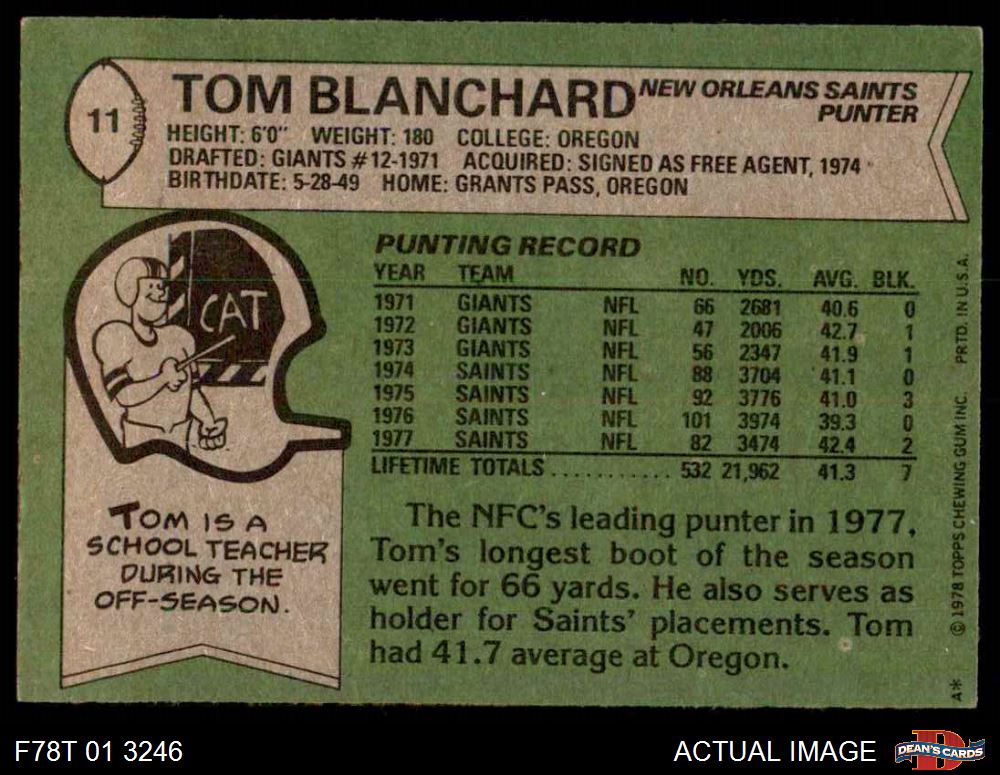 11
TOM BLANCHARD
NEW ORLEANS SAINTS
PUNTER
HEIGHT: 6'0" WEIGHT: 180 COLLEGE: OREGON
DRAFTED: GIANTS #12-1971 ACQUIRED: SIGNED AS FREE AGENT, 1974
BIRTHDATE: 5-28-49 HOME: GRANTS PASS, OREGON
CAT
TOM IS A
SCHOOL TEACHER
DURING THE
OFF-SEASON.
PUNTING RECORD
YEAR TEAM NO. YDS. AVG. BLK.
1971 GIANTS NFL 66 2681 40.6 0
1972 GIANTS NFL 47 2006 42.7 1
1973 GIANTS NFL 56 2347 41.9 1
1974 SAINTS NFL 88 3704 41.1 0
1975 SAINTS NFL 92 3776 41.0 3
1976 SAINTS NFL 101 3974 39.3 0
1977 SAINTS NFL 82 3474 42.4 2
LIFETIME TOTALS ........... 532 21,962 41.3 7
The NFC's leading punter in 1977,
Tom's longest boot of the season
went for 66 yards. He also serves as
holder for Saints' placements. Tom
had 41.7 average at Oregon.
A* © 1978 TOPPS CHEWING GUM INC. PRTD. IN U.S.A.
F78T 01 3246
ACTUAL IMAGE
D
DEAN'S CARDS